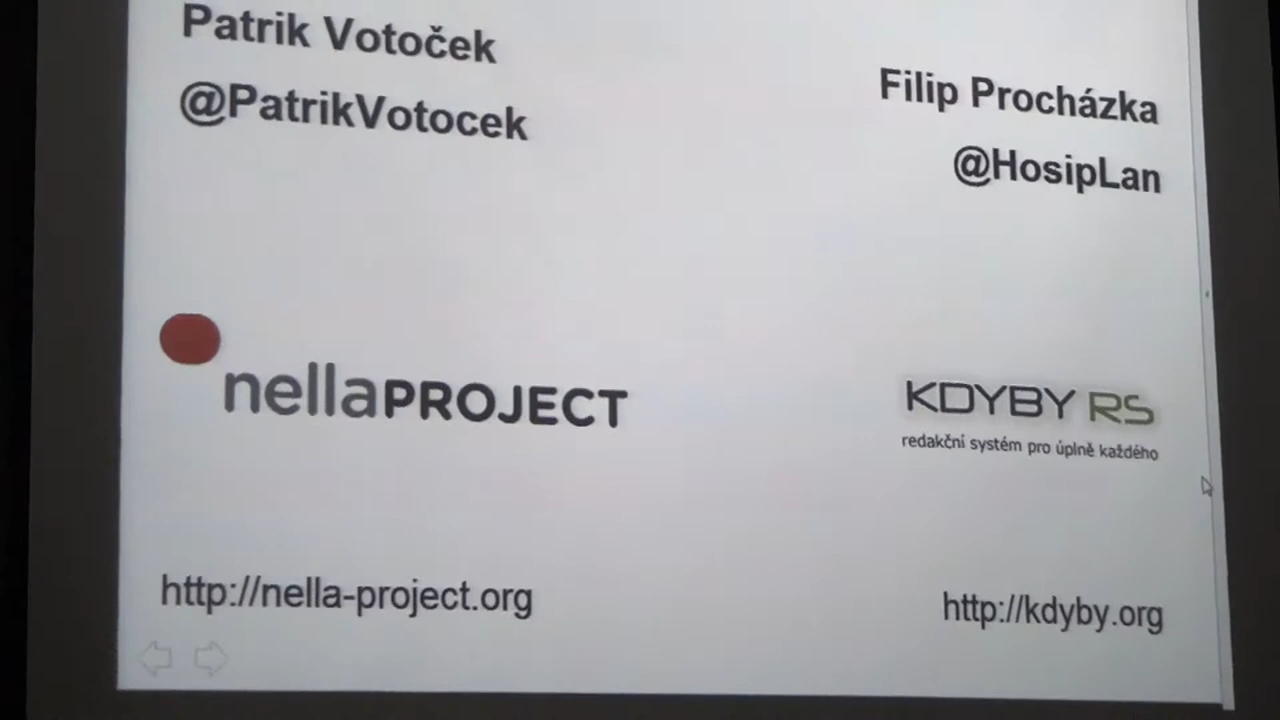 Patrik Votoček
@PatrikVotocek
Filip Procházka
@HosipLan
nellaPROJECT
KDYBY RS
redakční systém pro úplně každého
http://nella-project.org
http://kdyby.org